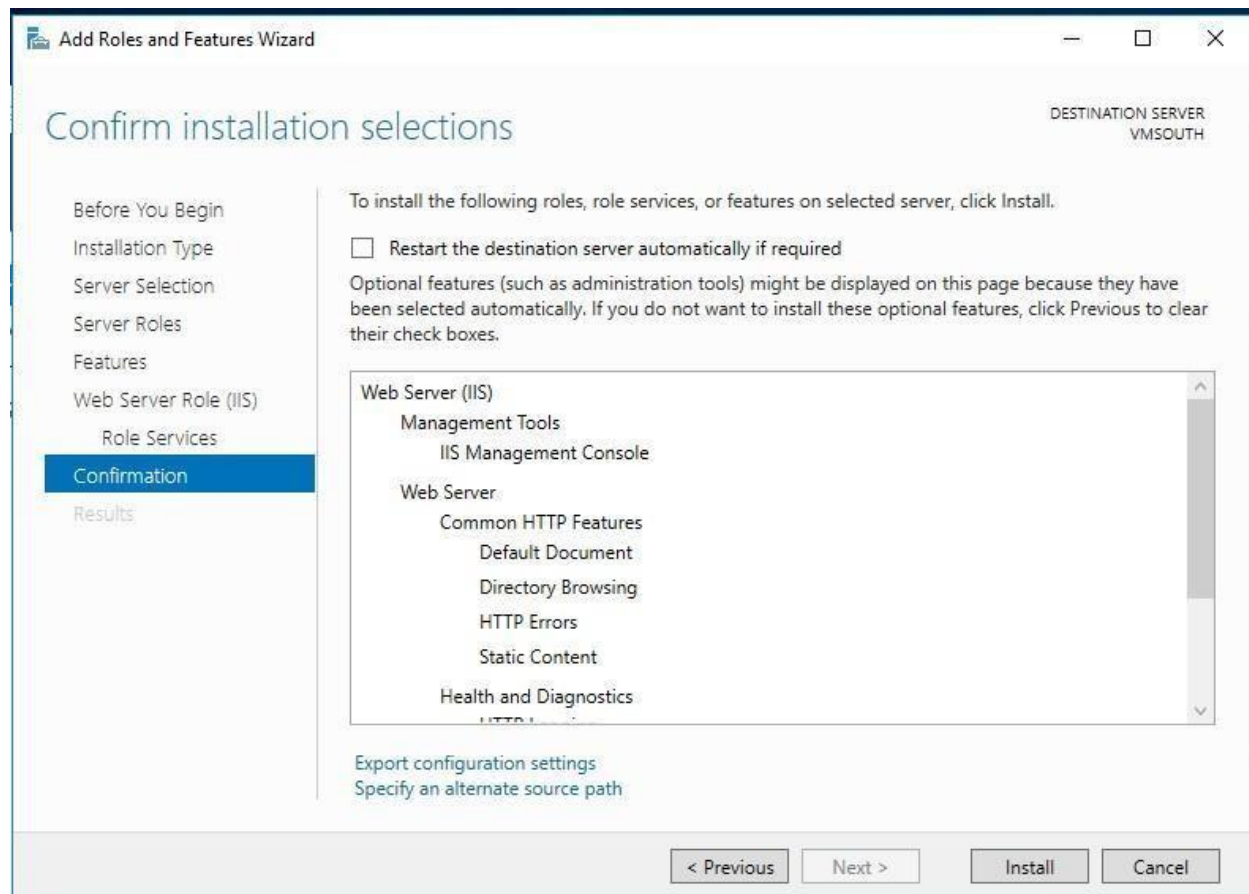 Add Roles and Features Wizard
Confirm installation selections
DESTINATION SERVER
VMSOUTH
Before You Begin
Installation Type
Server Selection
Server Roles
Features
Web Server Role (IIS)
Role Services
Confirmation
Results
To install the following roles, role services, or features on selected server, click Install.
Restart the destination server automatically if required
Optional features (such as administration tools) might be displayed on this page because they have
been selected automatically. If you do not want to install these optional features, click Previous to clear
their check boxes.
Web Server (IIS)
Management Tools
IIS Management Console
Web Server
Common HTTP Features
Default Document
Directory Browsing
HTTP Errors
Static Content
Health and Diagnostics
Export configuration settings
Specify an alternate source path
< Previous
Next >
Install
Cancel